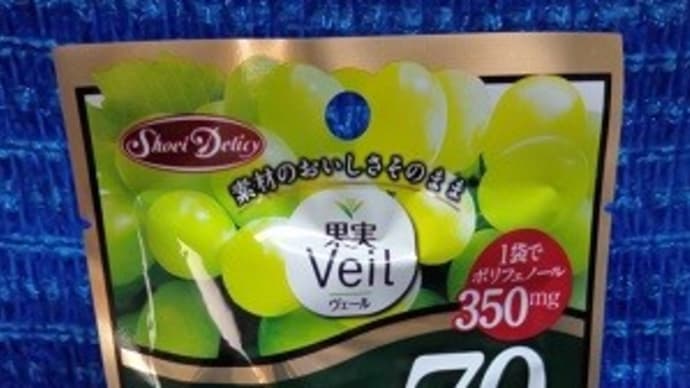 Shoei Delicy
素材のおいしさそのまま
果実
Veil
ヴェール
1袋で
ポリフェノール
350mg
70